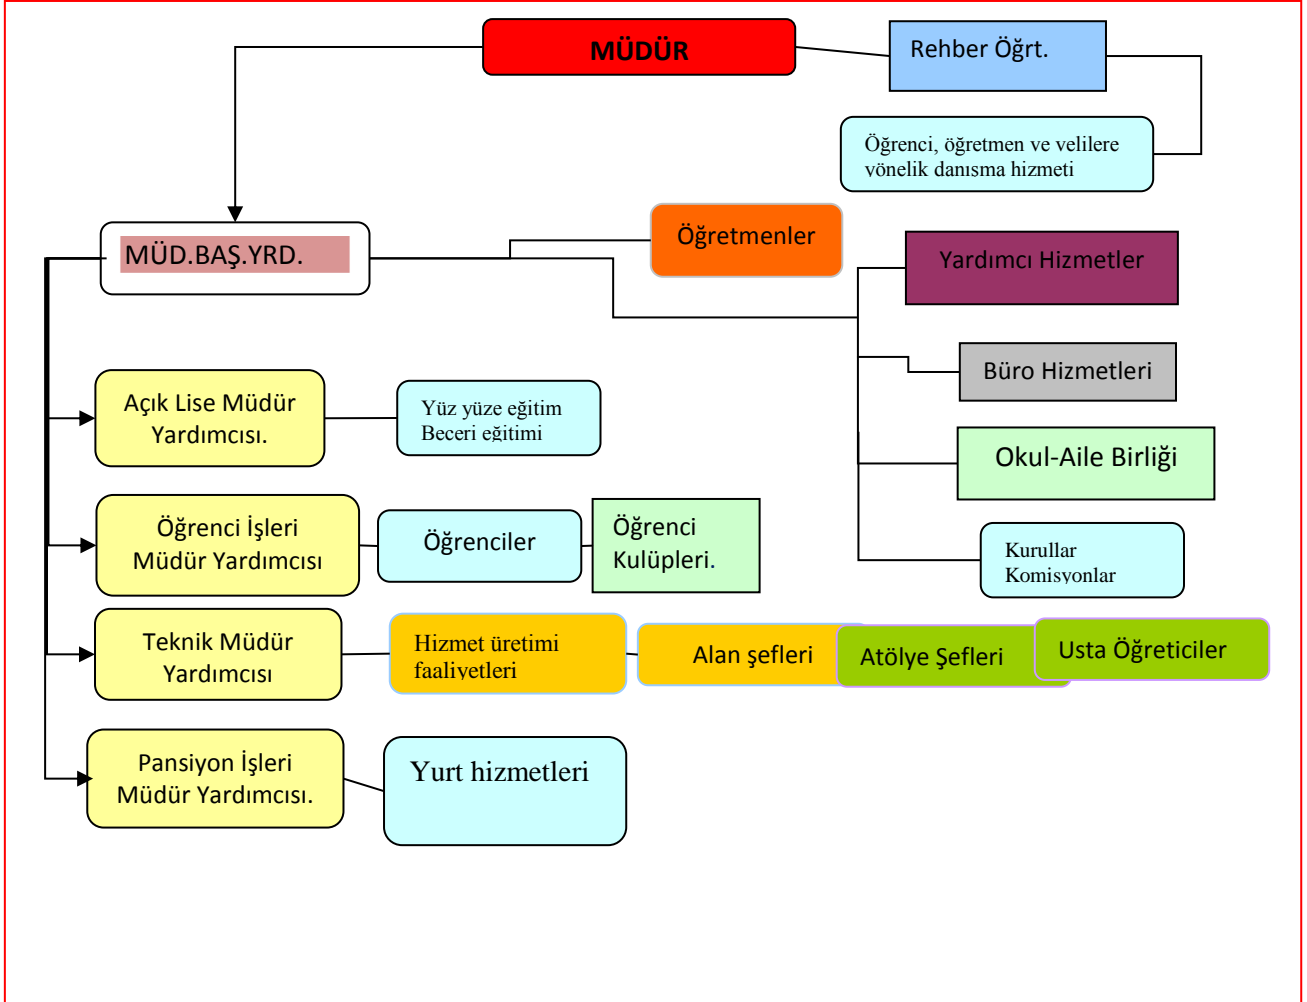 MÜDÜR
Rehber Öğrt.
Öğrenci, öğretmen ve velilere
yönelik danısma hizmeti
MÜD.BAŞ.YRD.
Öğretmenler
Yardımcı Hizmetler
Büro Hizmetleri
Okul-Aile Birliği
Kurullar
Komisyonlar
Açık Lise Müdür
Yardımcısı.
Yüz yüze eğitim
Beceri eğitimi
Öğrenci İşleri
Müdür Yardımcısı
Öğrenciler
Öğrenci
Kulüpleri.
Teknik Müdür
Yardımcısı
Hizmet üretimi
faaliyetleri
Alan şefleri
Atölye Şefleri
Usta Öğreticiler
Pansiyon İşleri
Müdür Yardımcısı.
Yurt hizmetleri